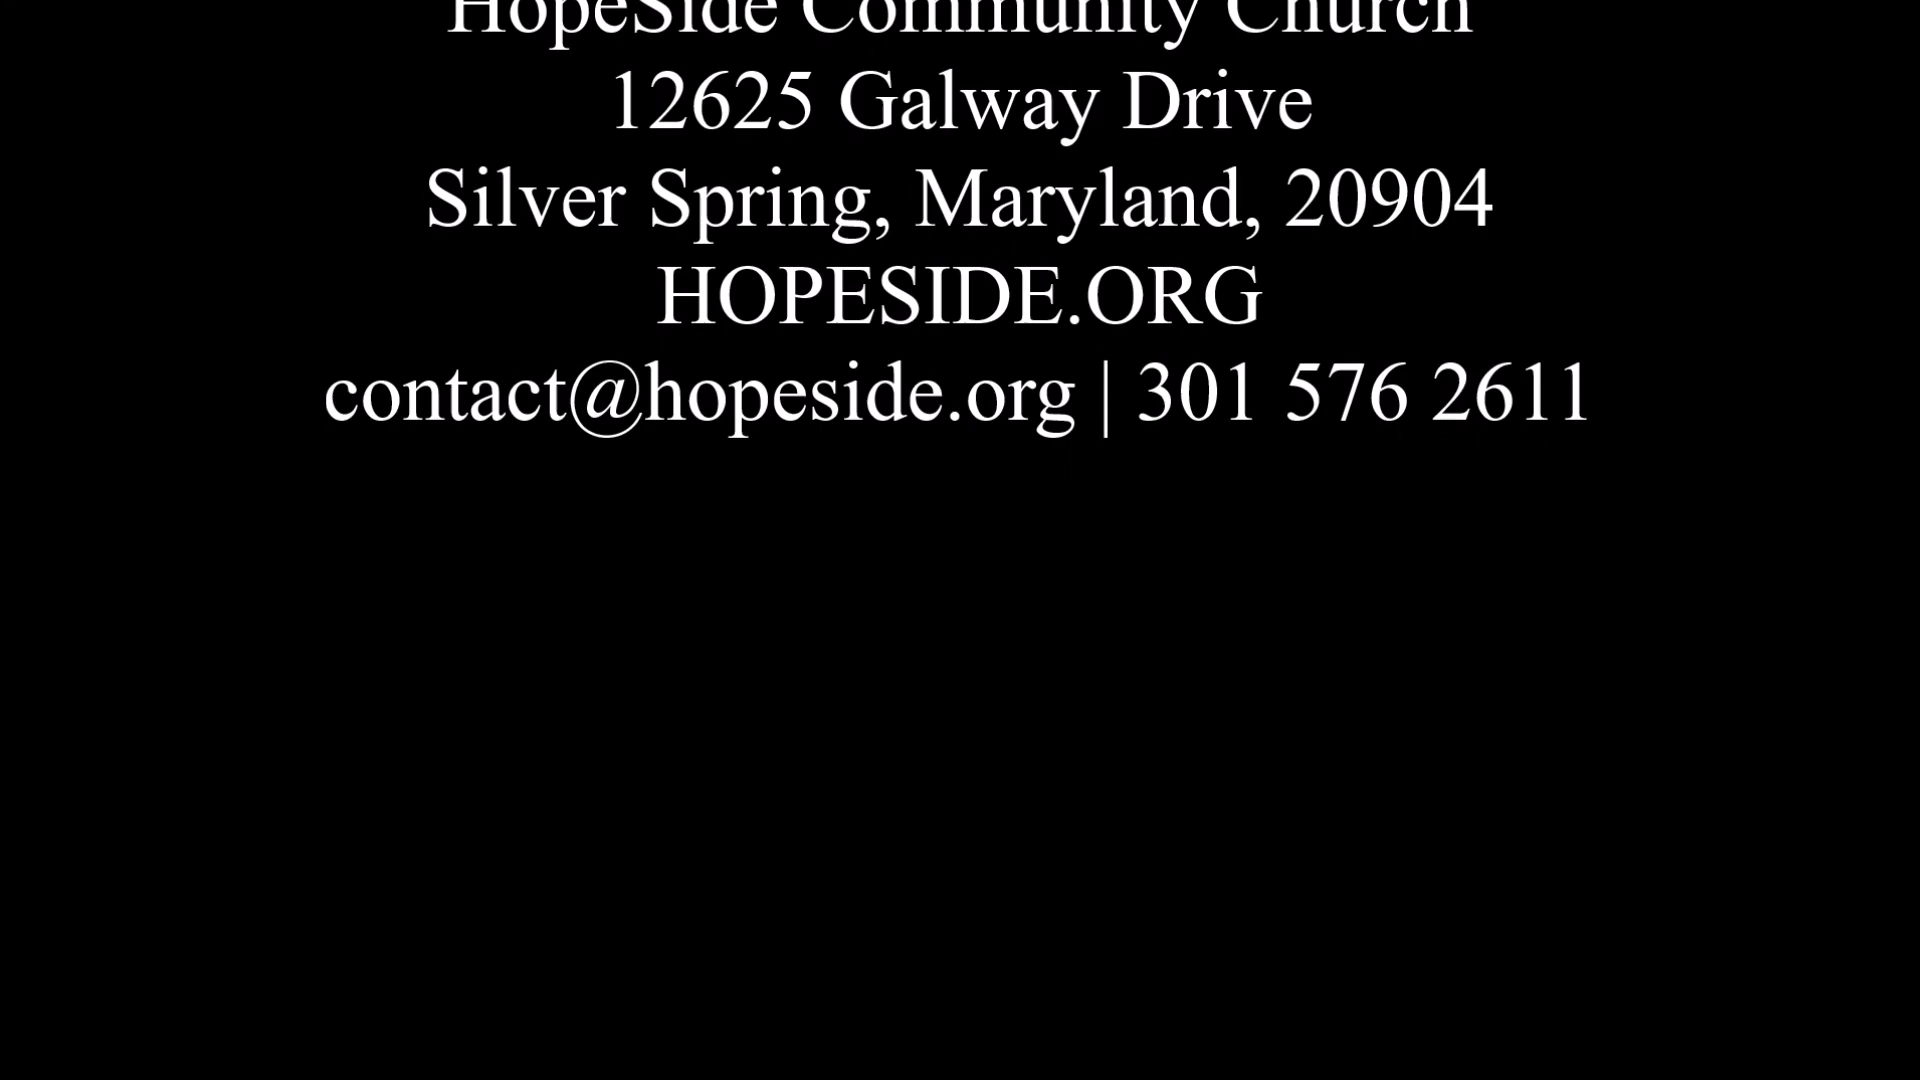 HopeSide Community Church
12625 Galway Drive
Silver Spring, Maryland, 20904
HOPESIDE.ORG
contact@hopeside.org | 301 576 2611